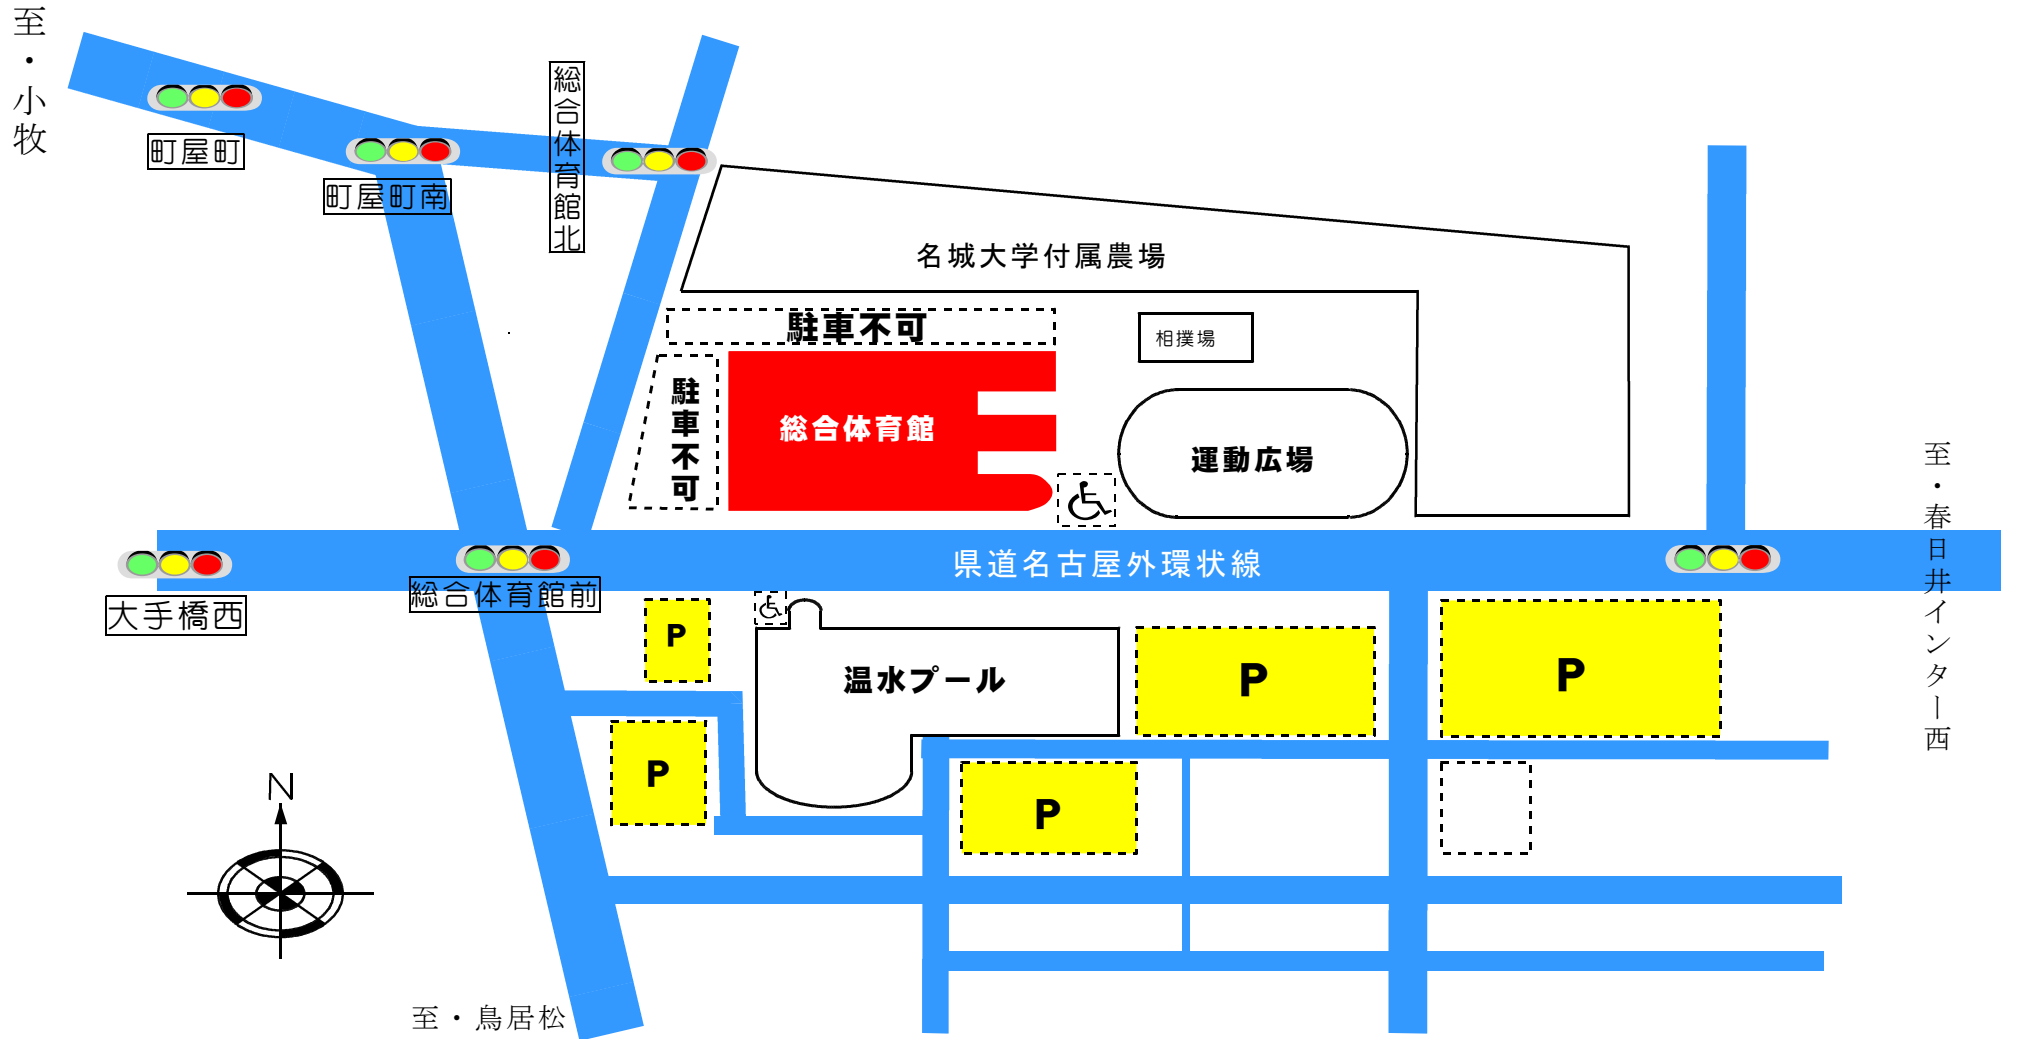 至・小牧
町屋町
町屋町南
総合体育館北
名城大学付属農場
駐車不可
相撲場
駐車不可
総合体育館
運動広場
至・春日井インター西
県道名古屋外環状線
大手橋西
総合体育館前
P
温水プール
P
P
P
P
N
至・鳥居松